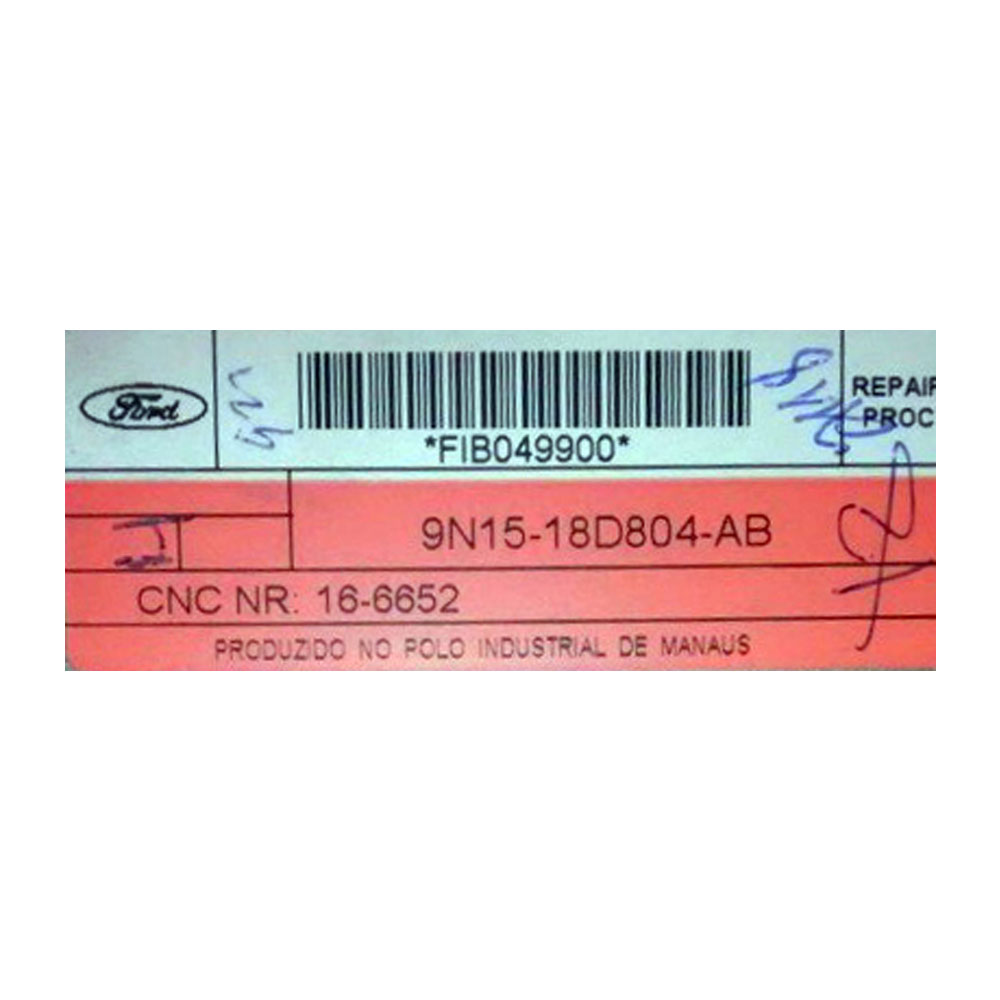 Ford
*FIB049900*
REPAIR
PROC
9N15-18D804-AB
CNC NR: 16-6652
PRODUZIDO NO POLO INDUSTRIAL DE MANAUS